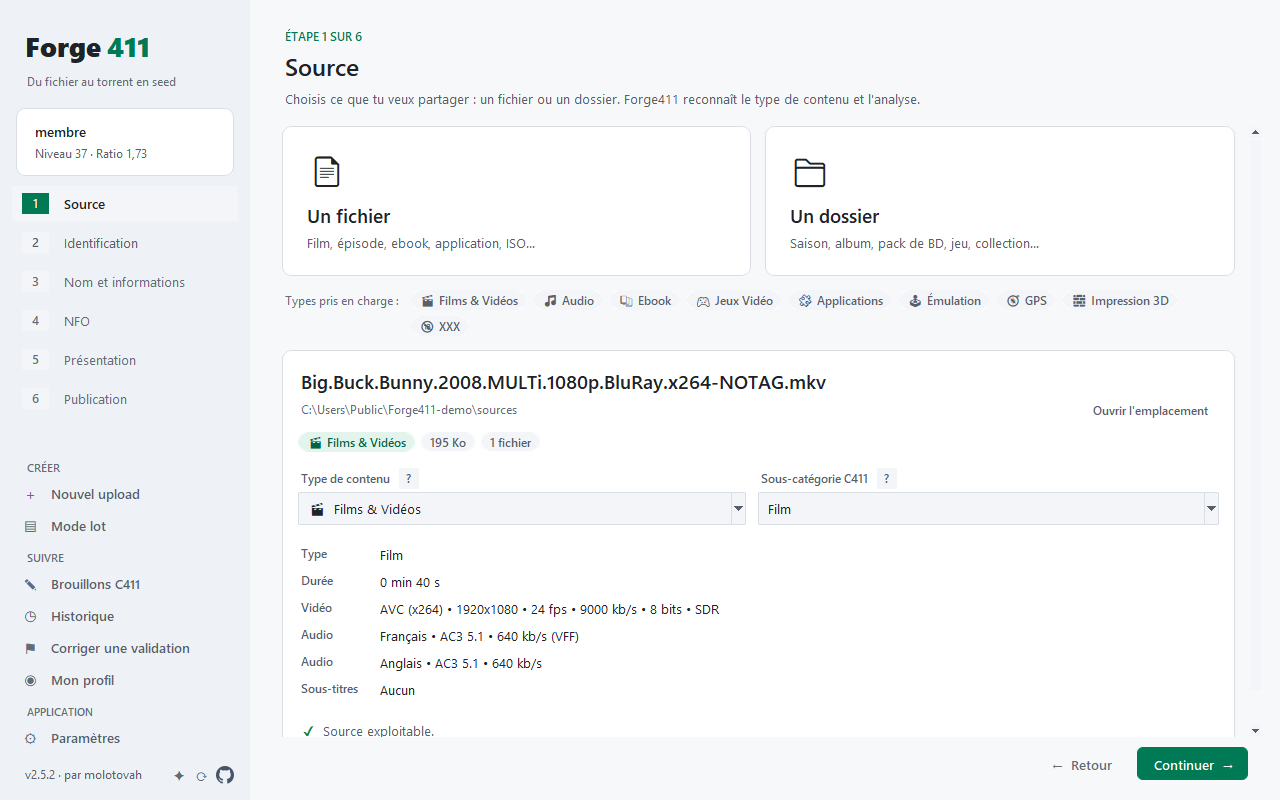 Forge 411
Du fichier au torrent en seed
membre
Niveau 37 · Ratio 1,73
1 Source
2 Identification
3 Nom et informations
4 NFO
5 Présentation
6 Publication
CRÉER
+ Nouvel upload
Mode lot
SUIVRE
Brouillons C411
Historique
Corriger une validation
Mon profil
APPLICATION
Paramètres
v2.5.2 · par molotovah
ÉTAPE 1 SUR 6
Source
Choisis ce que tu veux partager : un fichier ou un dossier. Forge411 reconnaît le type de contenu et l'analyse.
Un fichier
Film, épisode, ebook, application, ISO...
Un dossier
Saison, album, pack de BD, jeu, collection...
Types pris en charge : Films & Vidéos Audio Ebook Jeux Vidéo Applications Émulation GPS Impression 3D
XXX
Big.Buck.Bunny.2008.MULTi.1080p.BluRay.x264-NOTAG.mkv
C:\Users\Public\Forge411-demo\sources
Ouvrir l'emplacement
Films & Vidéos 195 Ko 1 fichier
Type de contenu ? Sous-catégorie C411 ?
Films & Vidéos Film
Type Film
Durée 0 min 40 s
Vidéo AVC (x264) • 1920x1080 • 24 fps • 9000 kb/s • 8 bits • SDR
Audio Français • AC3 5.1 • 640 kb/s (VFF)
Audio Anglais • AC3 5.1 • 640 kb/s
Sous-titres Aucun
✓ Source exploitable.
← Retour Continuer →